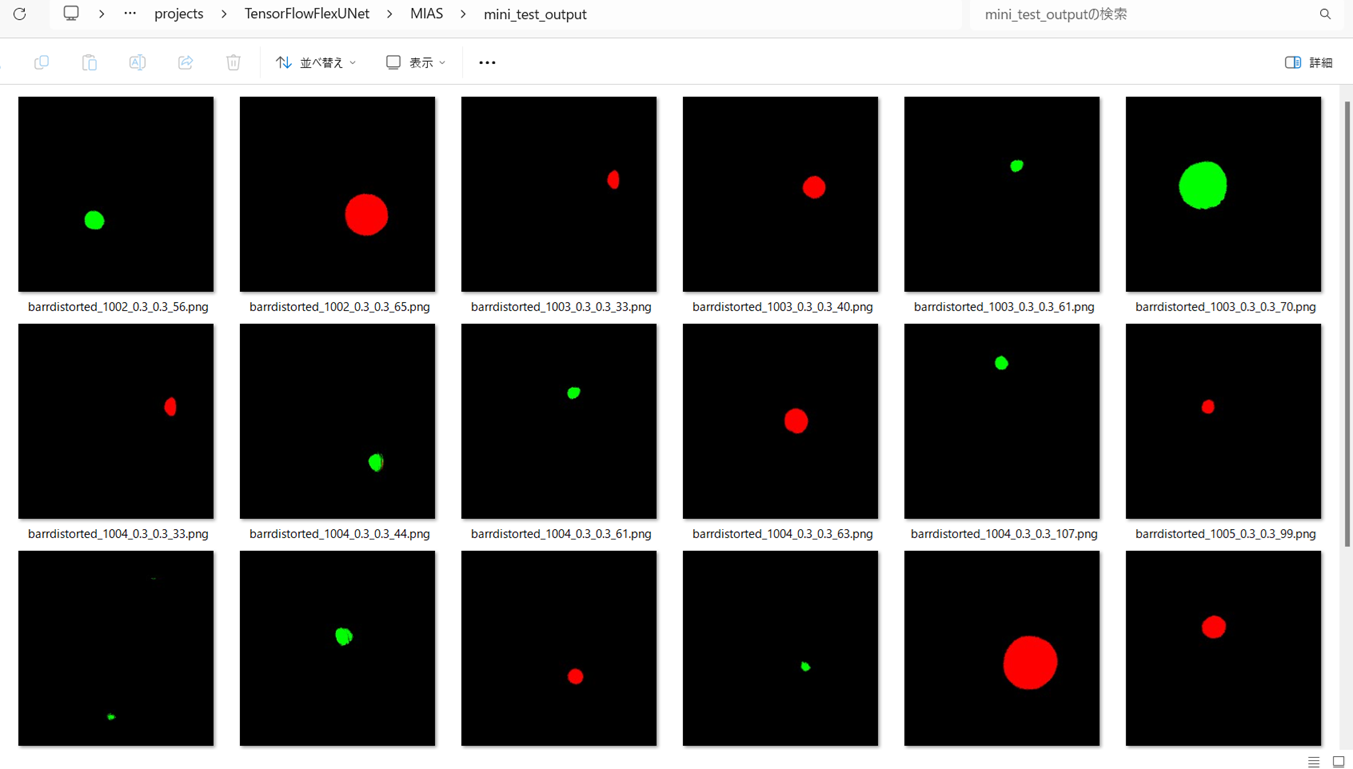 … projects TensorFlowFlexUNet MIAS mini_test_output mini_test_outputの検索
並べ替え 表示 … 詳細
barrdistorted_1002_0.3_0.3_56.png barrdistorted_1002_0.3_0.3_65.png barrdistorted_1003_0.3_0.3_33.png barrdistorted_1003_0.3_0.3_40.png barrdistorted_1003_0.3_0.3_61.png barrdistorted_1003_0.3_0.3_70.png
barrdistorted_1004_0.3_0.3_33.png barrdistorted_1004_0.3_0.3_44.png barrdistorted_1004_0.3_0.3_61.png barrdistorted_1004_0.3_0.3_63.png barrdistorted_1004_0.3_0.3_107.png barrdistorted_1005_0.3_0.3_99.png